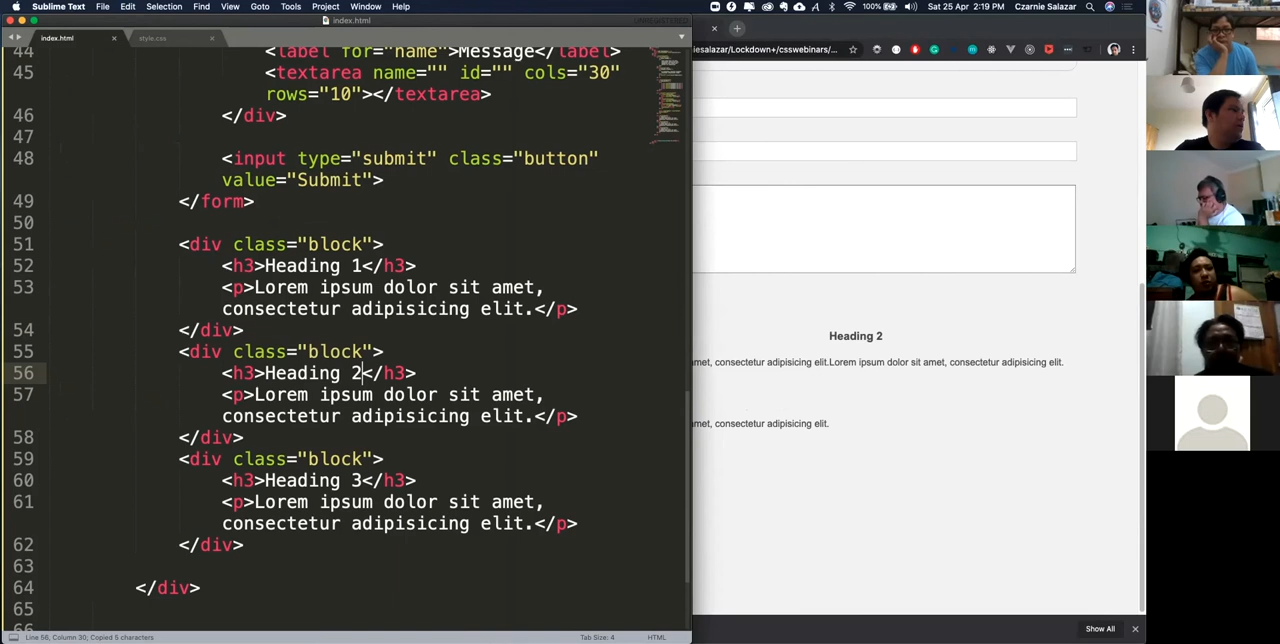 Sublime Text File Edit Selection Find View Goto Tools Project Window Help 100% Sat 25 Apr 2:19 PM Czarnie Salazar
index.html UNREGISTERED
index.html style.css
iesalazar/Lockdown+/csswebinars/...
44 <label for="name">Message</label>
45 <textarea name="" id="" cols="30"
rows="10"></textarea>
46 </div>
47
48 <input type="submit" class="button"
value="Submit">
49 </form>
50
51 <div class="block">
52 <h3>Heading 1</h3>
53 <p>Lorem ipsum dolor sit amet,
consectetur adipisicing elit.</p>
54 </div>
55 <div class="block">
56 <h3>Heading 2</h3>
57 <p>Lorem ipsum dolor sit amet,
consectetur adipisicing elit.</p>
58 </div>
59 <div class="block">
60 <h3>Heading 3</h3>
61 <p>Lorem ipsum dolor sit amet,
consectetur adipisicing elit.</p>
62 </div>
63
64 </div>
65
Heading 2
amet, consectetur adipisicing elit.Lorem ipsum dolor sit amet, consectetur adipisicing elit.
amet, consectetur adipisicing elit.
Show All
Line 56, Column 30; Copied 5 characters Tab Size: 4 HTML